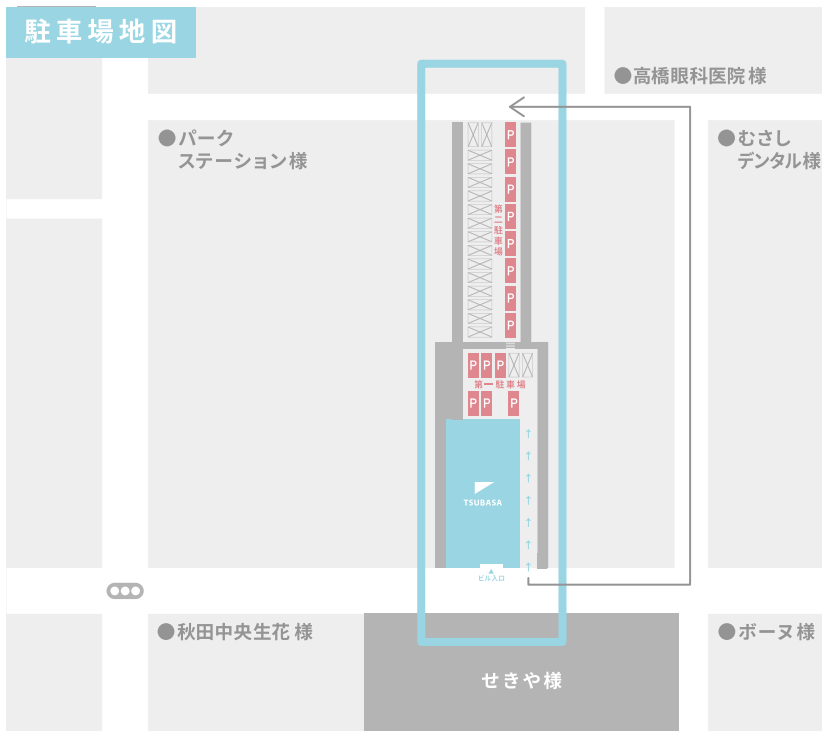 駐車場地図
●高橋眼科医院 様
●パーク
ステーション 様
●むさし
デンタル様
P
P
P
P
P
P
P
P
第二駐車場
P P P
第一駐車場
P P P
TSUBASA
ビル入口
●秋田中央生花 様
●ボーヌ 様
せきや様